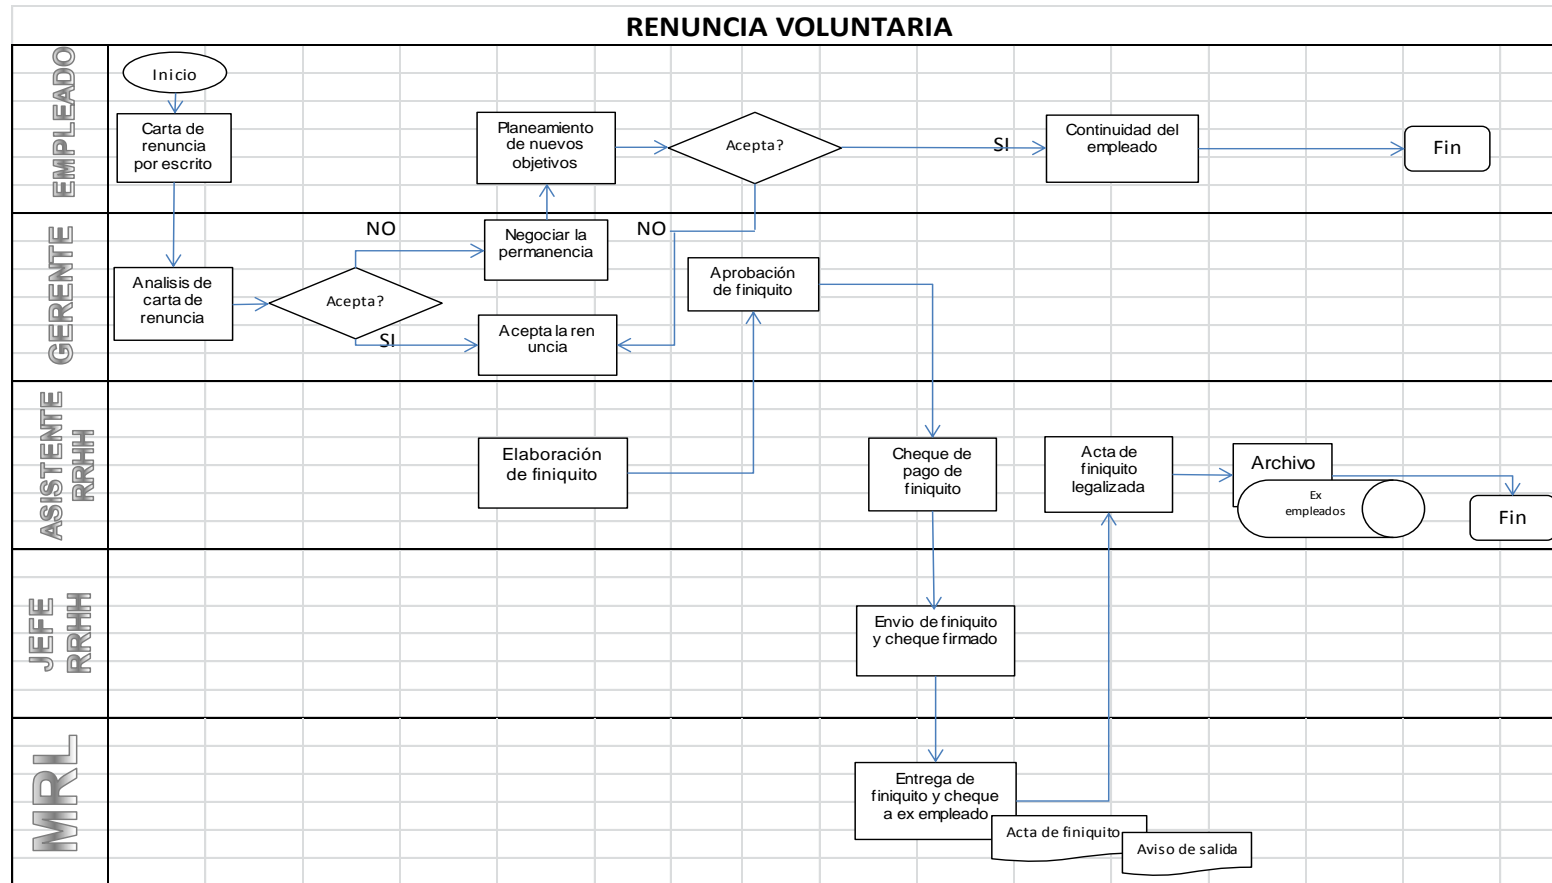 RENUNCIA VOLUNTARIA
EMPLEADO
Inicio
Carta de
renuncia
por escrito
Planeamiento
de nuevos
objetivos
Acepta?
SI
Continuidad del
empleado
Fin
GERENTE
Analisis de
carta de
renuncia
Acepta?
NO
Negociar la
permanencia
SI
Acepta la ren
uncia
NO
Aprobación
de finiquito
ASISTENTE
RRHH
Elaboración
de finiquito
Cheque de
pago de
finiquito
Acta de
finiquito
legalizada
Archivo
Ex
empleados
Fin
JEFE
RRHH
Envio de finiquito
y cheque firmado
MRL
Entrega de
finiquito y cheque
a ex empleado
Acta de finiquito
Aviso de salida